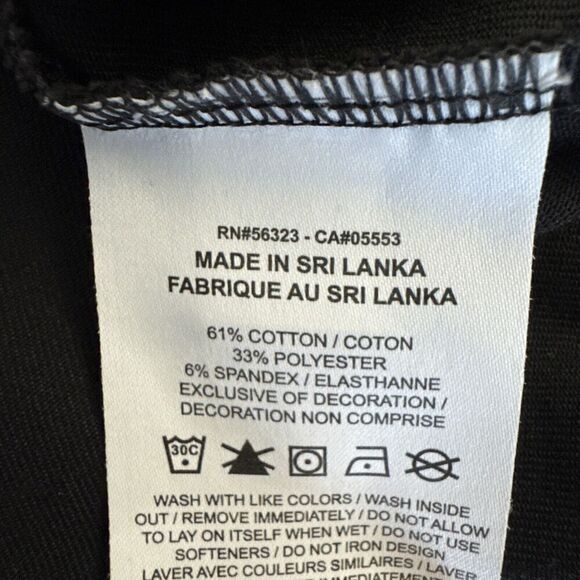 RN#56323 - CA#05553
MADE IN SRI LANKA
FABRIQUE AU SRI LANKA
61% COTTON / COTON
33% POLYESTER
6% SPANDEX / ELASTHANNE
EXCLUSIVE OF DECORATION /
DECORATION NON COMPRISE
30C
WASH WITH LIKE COLORS / WASH INSIDE
OUT / REMOVE IMMEDIATELY / DO NOT ALLOW
TO LAY ON ITSELF WHEN WET / DO NOT USE
SOFTENERS / DO NOT IRON DESIGN
LAVER AVEC COULEURS SIMILAIRES / LAVER
IMMEDIATEMENT